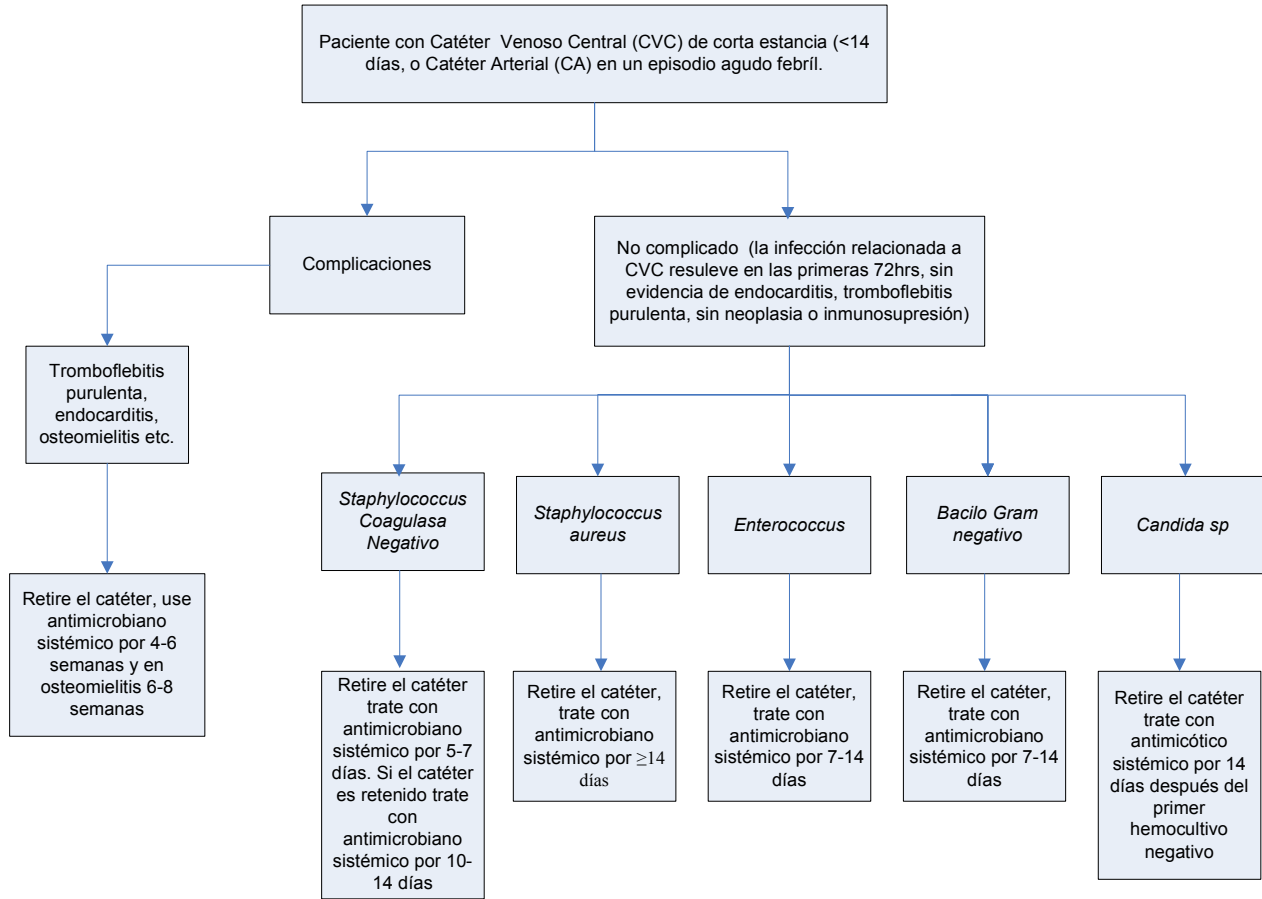 Paciente con Catéter  Venoso Central (CVC) de corta estancia (<14
días, o Catéter Arterial (CA) en un episodio agudo febríl.
Complicaciones
No complicado  (la infección relacionada a
CVC resuleve en las primeras 72hrs, sin
evidencia de endocarditis, tromboflebitis
purulenta, sin neoplasia o inmunosupresión)
Tromboflebitis
purulenta,
endocarditis,
osteomielitis etc.
Retire el catéter, use
antimicrobiano
sistémico por 4-6
semanas y en
osteomielitis 6-8
semanas
Staphylococcus
Coagulasa
Negativo
Staphylococcus
aureus
Enterococcus
Bacilo Gram
negativo
Candida sp
Retire el catéter
trate con
antimicrobiano
sistémico por 5-7
días. Si el catéter
es retenido trate
con
antimicrobiano
sistémico por 10-
14 días
Retire el catéter,
trate con
antimicrobiano
sistémico por ≥14
días
Retire el catéter,
trate con
antimicrobiano
sistémico por 7-14
días
Retire el catéter,
trate con
antimicrobiano
sistémico por 7-14
días
Retire el catéter
trate con
antimicótico
sistémico por 14
días después del
primer
hemocultivo
negativo